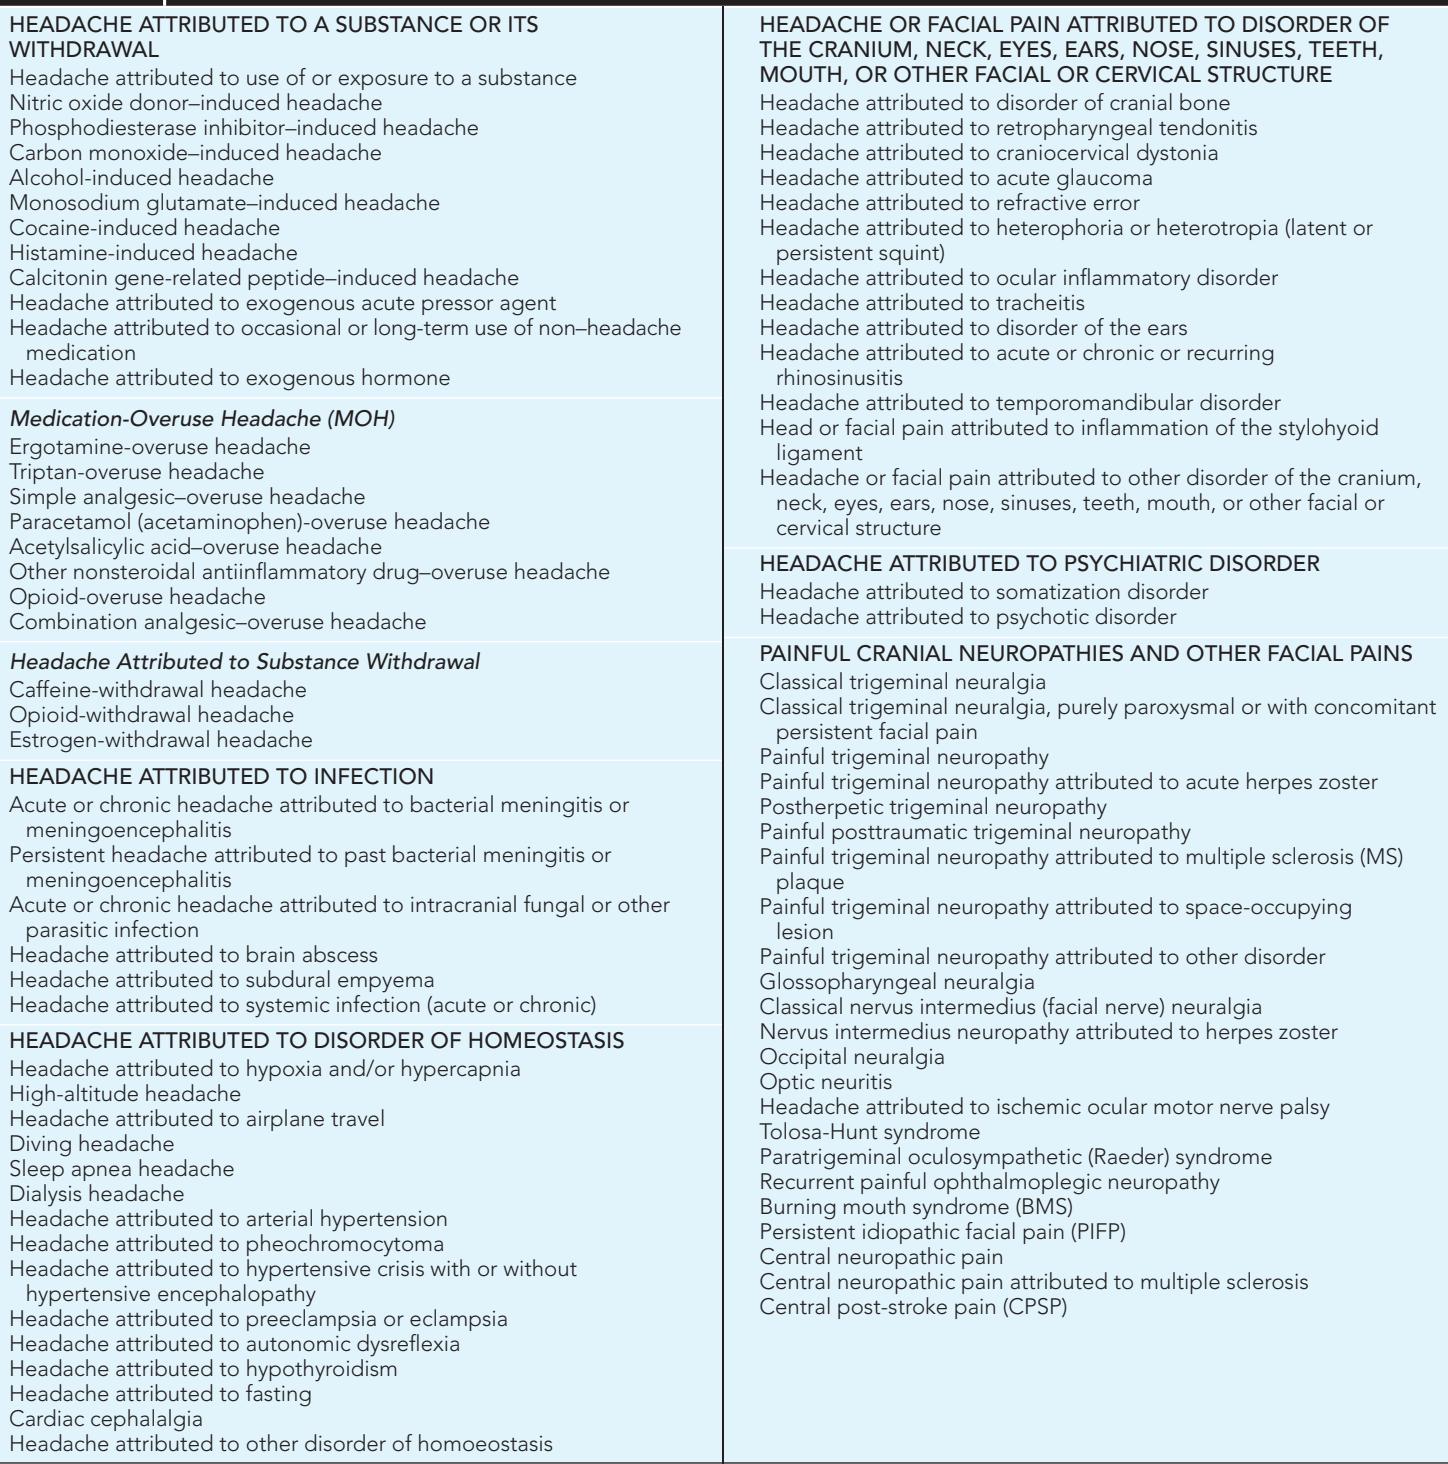 HEADACHE ATTRIBUTED TO A SUBSTANCE OR ITS
WITHDRAWAL
Headache attributed to use of or exposure to a substance
Nitric oxide donor–induced headache
Phosphodiesterase inhibitor–induced headache
Carbon monoxide–induced headache
Alcohol-induced headache
Monosodium glutamate–induced headache
Cocaine-induced headache
Histamine-induced headache
Calcitonin gene-related peptide–induced headache
Headache attributed to exogenous acute pressor agent
Headache attributed to occasional or long-term use of non–headache
medication
Headache attributed to exogenous hormone
Medication-Overuse Headache (MOH)
Ergotamine-overuse headache
Triptan-overuse headache
Simple analgesic–overuse headache
Paracetamol (acetaminophen)-overuse headache
Acetylsalicylic acid–overuse headache
Other nonsteroidal antiinflammatory drug–overuse headache
Opioid-overuse headache
Combination analgesic–overuse headache
Headache Attributed to Substance Withdrawal
Caffeine-withdrawal headache
Opioid-withdrawal headache
Estrogen-withdrawal headache
HEADACHE ATTRIBUTED TO INFECTION
Acute or chronic headache attributed to bacterial meningitis or
meningoencephalitis
Persistent headache attributed to past bacterial meningitis or
meningoencephalitis
Acute or chronic headache attributed to intracranial fungal or other
parasitic infection
Headache attributed to brain abscess
Headache attributed to subdural empyema
Headache attributed to systemic infection (acute or chronic)
HEADACHE ATTRIBUTED TO DISORDER OF HOMEOSTASIS
Headache attributed to hypoxia and/or hypercapnia
High-altitude headache
Headache attributed to airplane travel
Diving headache
Sleep apnea headache
Dialysis headache
Headache attributed to arterial hypertension
Headache attributed to pheochromocytoma
Headache attributed to hypertensive crisis with or without
hypertensive encephalopathy
Headache attributed to preeclampsia or eclampsia
Headache attributed to autonomic dysreflexia
Headache attributed to hypothyroidism
Headache attributed to fasting
Cardiac cephalalgia
Headache attributed to other disorder of homoeostasis
HEADACHE OR FACIAL PAIN ATTRIBUTED TO DISORDER OF
THE CRANIUM, NECK, EYES, EARS, NOSE, SINUSES, TEETH,
MOUTH, OR OTHER FACIAL OR CERVICAL STRUCTURE
Headache attributed to disorder of cranial bone
Headache attributed to retropharyngeal tendonitis
Headache attributed to craniocervical dystonia
Headache attributed to acute glaucoma
Headache attributed to refractive error
Headache attributed to heterophoria or heterotropia (latent or
persistent squint)
Headache attributed to ocular inflammatory disorder
Headache attributed to tracheitis
Headache attributed to disorder of the ears
Headache attributed to acute or chronic or recurring
rhinosinusitis
Headache attributed to temporomandibular disorder
Head or facial pain attributed to inflammation of the stylohyoid
ligament
Headache or facial pain attributed to other disorder of the cranium,
neck, eyes, ears, nose, sinuses, teeth, mouth, or other facial or
cervical structure
HEADACHE ATTRIBUTED TO PSYCHIATRIC DISORDER
Headache attributed to somatization disorder
Headache attributed to psychotic disorder
PAINFUL CRANIAL NEUROPATHIES AND OTHER FACIAL PAINS
Classical trigeminal neuralgia
Classical trigeminal neuralgia, purely paroxysmal or with concomitant
persistent facial pain
Painful trigeminal neuropathy
Painful trigeminal neuropathy attributed to acute herpes zoster
Postherpetic trigeminal neuropathy
Painful posttraumatic trigeminal neuropathy
Painful trigeminal neuropathy attributed to multiple sclerosis (MS)
plaque
Painful trigeminal neuropathy attributed to space-occupying
lesion
Painful trigeminal neuropathy attributed to other disorder
Glossopharyngeal neuralgia
Classical nervus intermedius (facial nerve) neuralgia
Nervus intermedius neuropathy attributed to herpes zoster
Occipital neuralgia
Optic neuritis
Headache attributed to ischemic ocular motor nerve palsy
Tolosa-Hunt syndrome
Paratrigeminal oculosympathetic (Raeder) syndrome
Recurrent painful ophthalmoplegic neuropathy
Burning mouth syndrome (BMS)
Persistent idiopathic facial pain (PIFP)
Central neuropathic pain
Central neuropathic pain attributed to multiple sclerosis
Central post-stroke pain (CPSP)